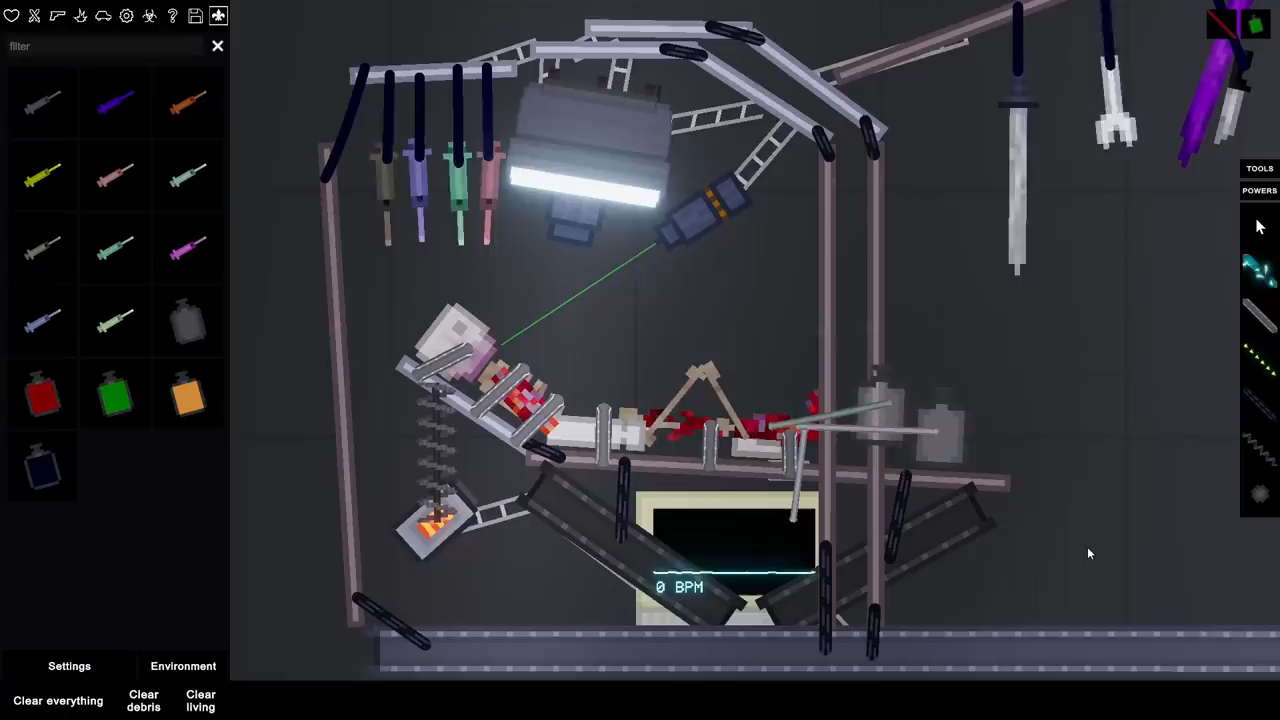 filter
TOOLS
POWERS
0 BPM
Settings
Environment
Clear everything
Clear debris
Clear living